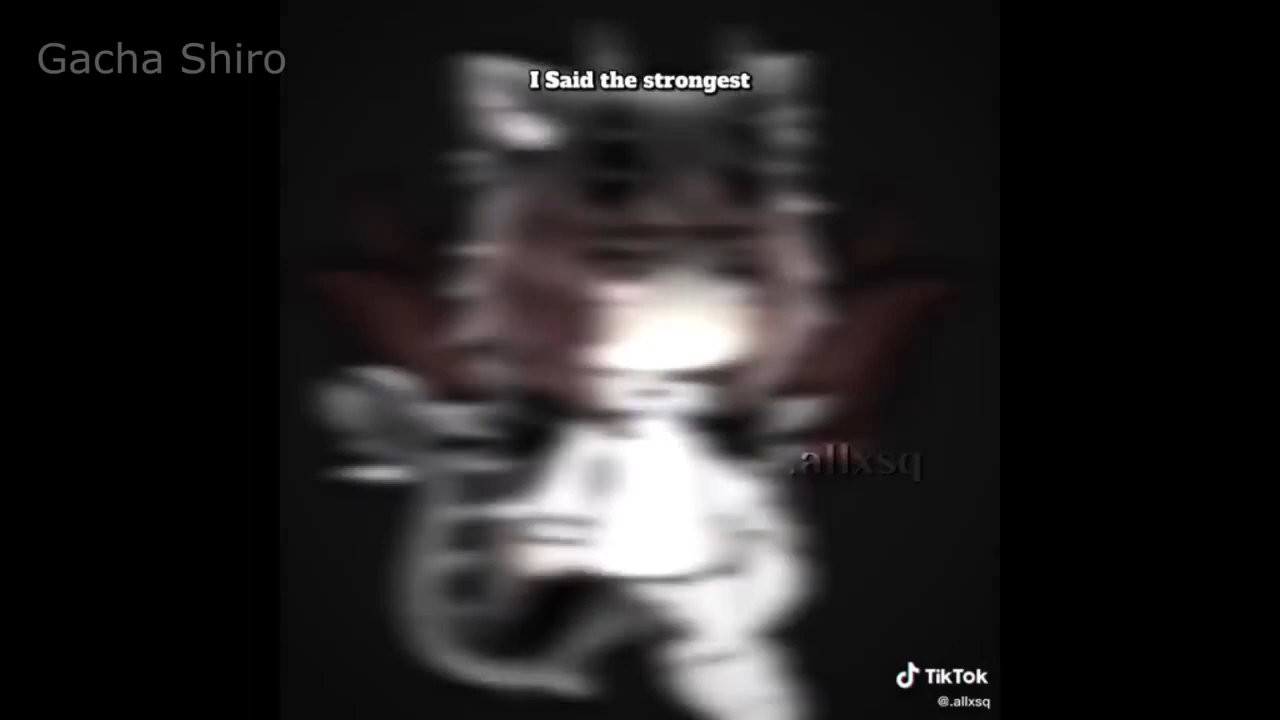 Gacha Shiro
I Said the strongest
.allxsq
TikTok
@.allxsq